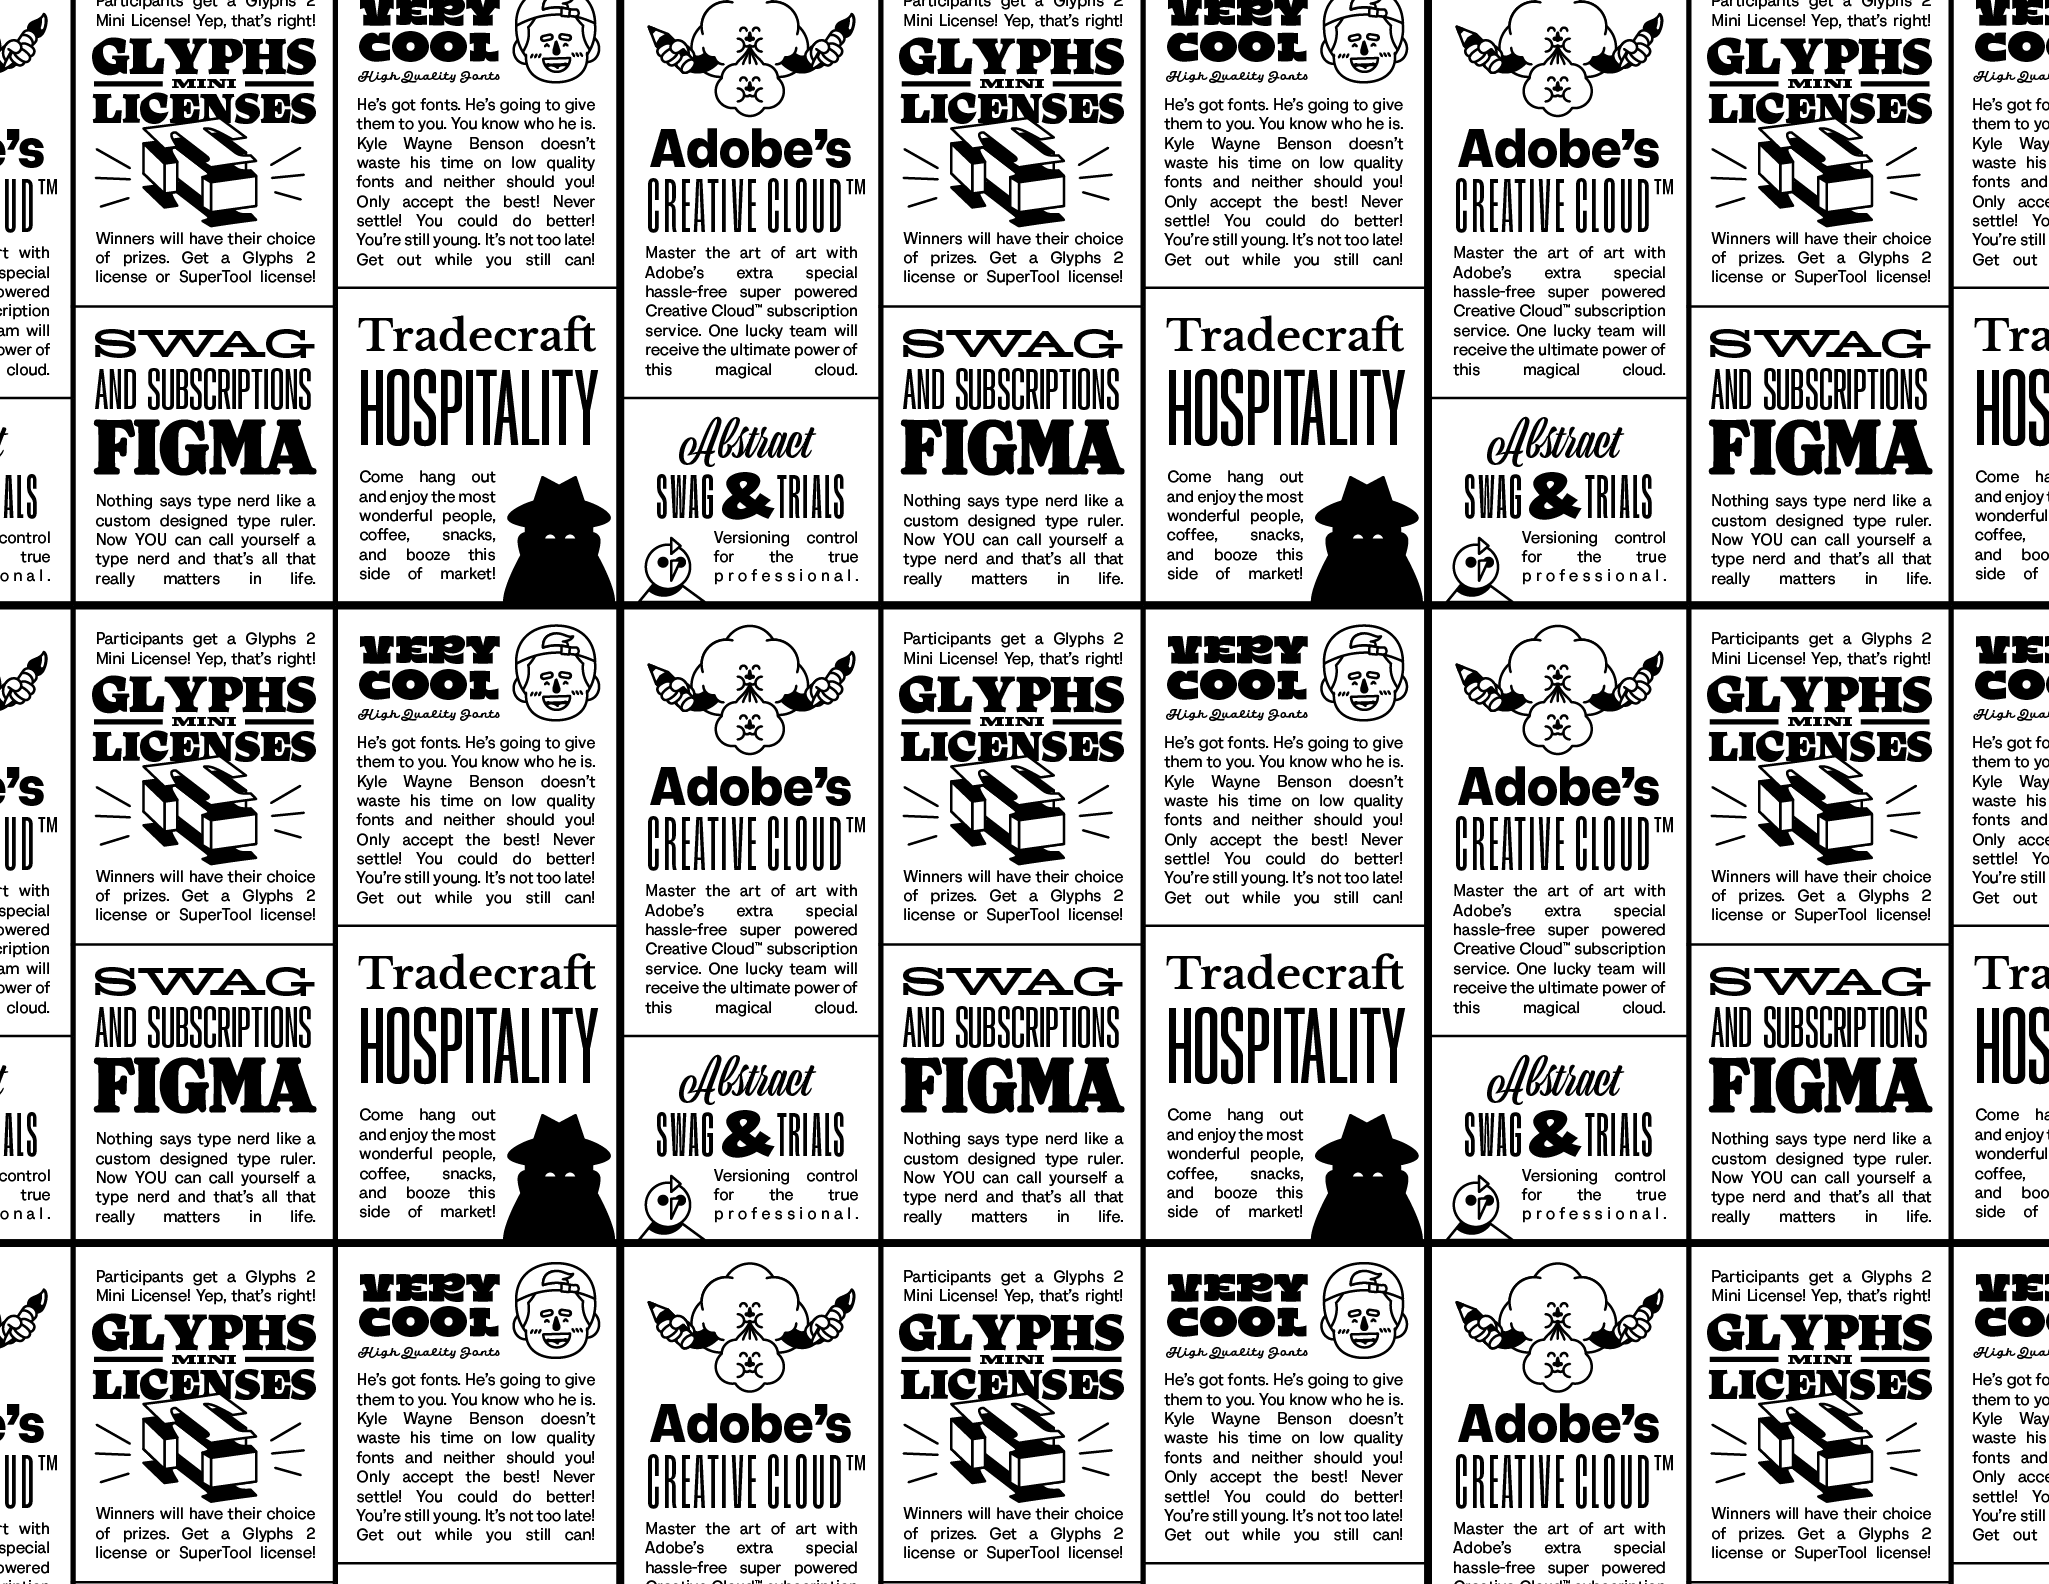 Participants get a Glyphs 2
Mini License! Yep, that's right!
GLYPHS
MINI
LICENSES
Winners will have their choice
of prizes. Get a Glyphs 2
license or SuperTool license!
SWAG
AND SUBSCRIPTIONS
FIGMA
Nothing says type nerd like a
custom designed type ruler.
Now YOU can call yourself a
type nerd and that's all that
really matters in life.
VERY
COOL
High Quality Fonts
He's got fonts. He's going to give
them to you. You know who he is.
Kyle Wayne Benson doesn't
waste his time on low quality
fonts and neither should you!
Only accept the best! Never
settle! You could do better!
You're still young. It's not too late!
Get out while you still can!
Tradecraft
HOSPITALITY
Come hang out
and enjoy the most
wonderful people,
coffee, snacks,
and booze this
side of market!
Adobe's
CREATIVE CLOUD™
Master the art of art with
Adobe's extra special
hassle-free super powered
Creative Cloud™ subscription
service. One lucky team will
receive the ultimate power of
this magical cloud.
Abstract
SWAG & TRIALS
Versioning control
for the true
professional.